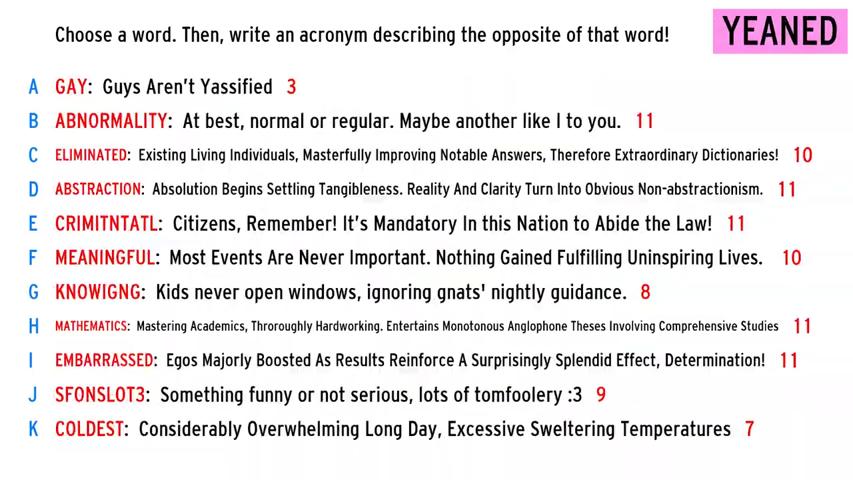 Choose a word. Then, write an acronym describing the opposite of that word! YEANED
A GAY: Guys Aren't Yassified 3
B ABNORMALITY: At best, normal or regular. Maybe another like I to you. 11
C ELIMINATED: Existing Living Individuals, Masterfully Improving Notable Answers, Therefore Extraordinary Dictionaries! 10
D ABSTRACTION: Absolution Begins Settling Tangibleness. Reality And Clarity Turn Into Obvious Non-abstractionism. 11
E CRIMITNTATL: Citizens, Remember! It's Mandatory In this Nation to Abide the Law! 11
F MEANINGFUL: Most Events Are Never Important. Nothing Gained Fulfilling Uninspiring Lives. 10
G KNOWIGNG: Kids never open windows, ignoring gnats' nightly guidance. 8
H MATHEMATICS: Mastering Academics, Throroughly Hardworking. Entertains Monotonous Anglophone Theses Involving Comprehensive Studies 11
I EMBARRASSED: Egos Majorly Boosted As Results Reinforce A Surprisingly Splendid Effect, Determination! 11
J SFONSLOT3: Something funny or not serious, lots of tomfoolery :3 9
K COLDEST: Considerably Overwhelming Long Day, Excessive Sweltering Temperatures 7